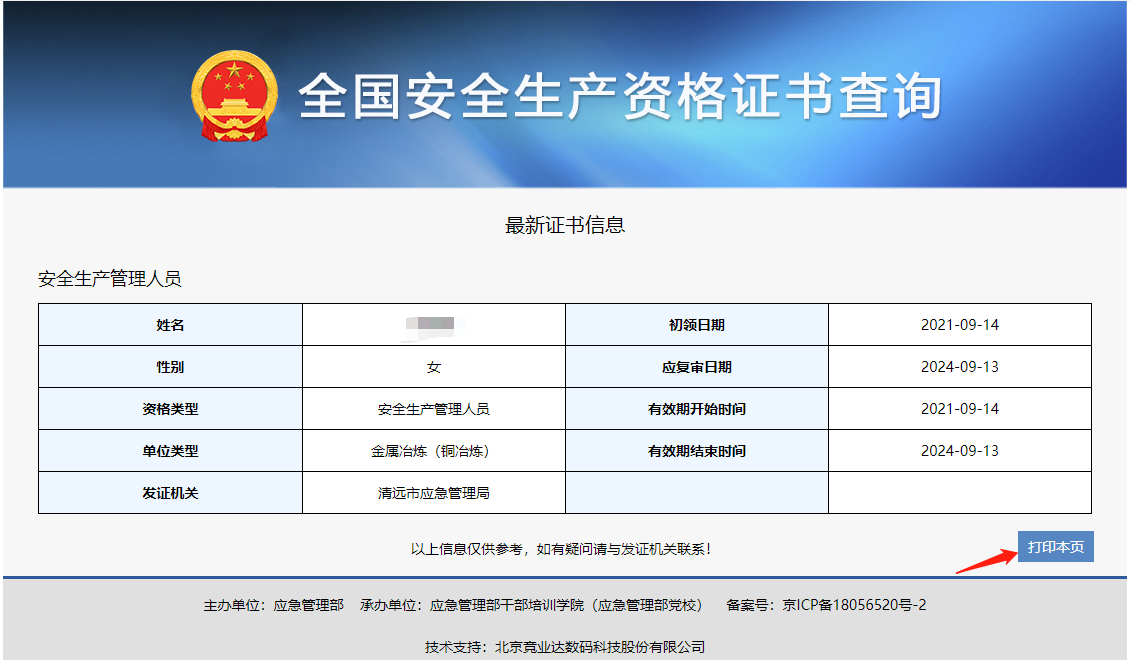 全国安全生产资格证书查询
最新证书信息
安全生产管理人员
姓名 初领日期 2021-09-14
性别 女 应复审日期 2024-09-13
资格类型 安全生产管理人员 有效期开始时间 2021-09-14
单位类型 金属冶炼（铜冶炼） 有效期结束时间 2024-09-13
发证机关 清远市应急管理局
以上信息仅供参考，如有疑问请与发证机关联系！
打印本页
主办单位：应急管理部 承办单位：应急管理部干部培训学院（应急管理部党校） 备案号：京ICP备18056520号-2
技术支持：北京竞业达数码科技股份有限公司